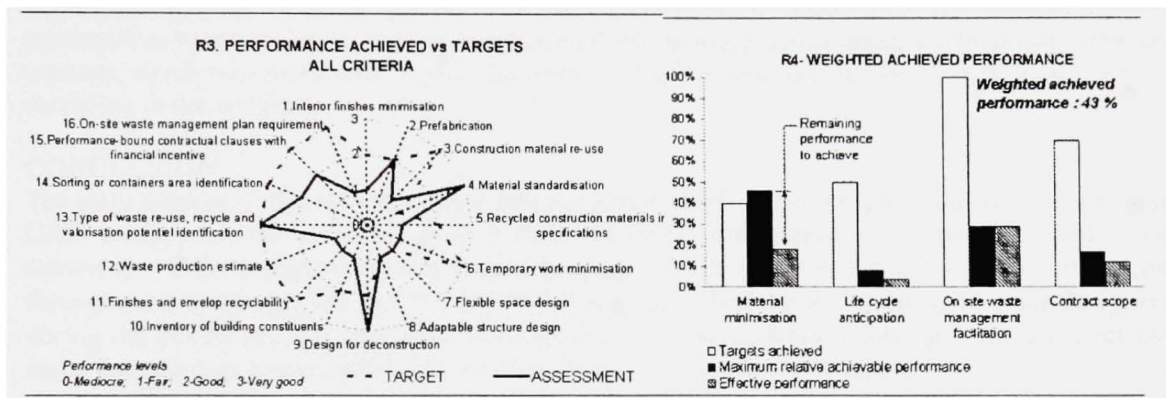 R3. PERFORMANCE ACHIEVED vs TARGETS
ALL CRITERIA
1.Interior finishes minimisation
2.Prefabrication
3.Construction material re-use
4.Material standardisation
5.Recycled construction materials ir
specifications
6.Temporary work minimisation
7.Flexible space design
8.Adaptable structure design
9.Design for deconstruction
10.Inventory of building constituents
11.Finishes and envelop recyclability
12.Waste production estimate
13.Type of waste re-use, recycle and
valorisation potentiel identification
14.Sorting or containers area identification
15.Performance-bound contractual clauses with
financial incentive
16.On-site waste management plan requirement
3
2
0
Performance levels
0-Mediocre; 1-Fair; 2-Good; 3-Very good
TARGET
ASSESSMENT
R4- WEIGHTED ACHIEVED PERFORMANCE
Weighted achieved
performance : 43 %
Remaining
performance
to achieve
100%
90%
80%
70%
60%
50%
40%
30%
20%
10%
0%
Material
minimisation
Life cycle
anticipation
On site waste
management
facilitation
Contract scope
Targets achieved
Maximum relative achievable performance
Effective performance